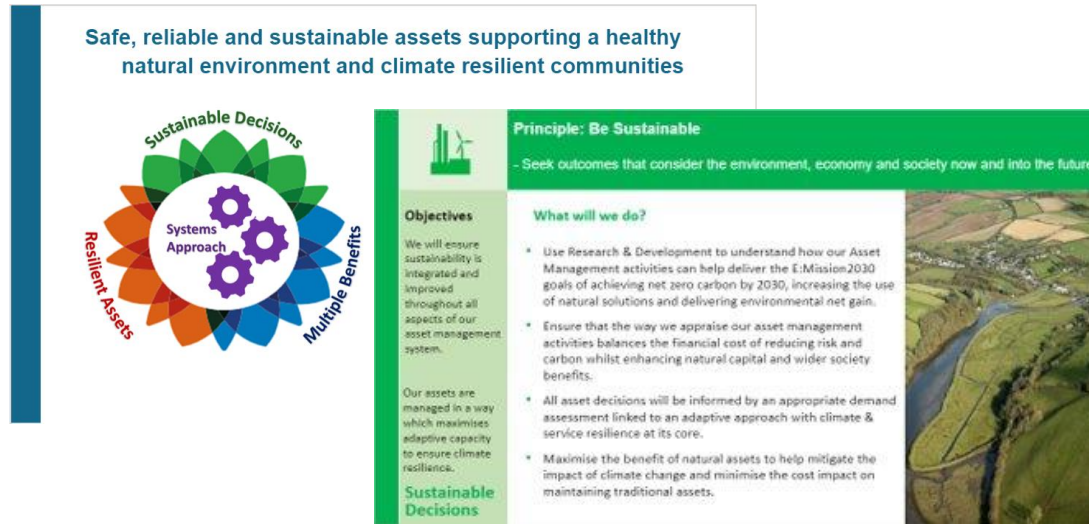 Safe, reliable and sustainable assets supporting a healthy
natural environment and climate resilient communities
Sustainable Decisions
Systems
Approach
Resilient Assets
Multiple Benefits
Principle: Be Sustainable
- Seek outcomes that consider the environment, economy and society now and into the future
Objectives
We will ensure
sustainability is
integrated and
improved
throughout all
aspects of our
asset management
system.
Our assets are
managed in a way
which maximises
adaptive capacity
to ensure climate
resilience.
Sustainable
Decisions
What will we do?
Use Research & Development to understand how our Asset
Management activities can help deliver the E:Mission2030
goals of achieving net zero carbon by 2030, increasing the use
of natural solutions and delivering environmental net gain.
Ensure that the way we appraise our asset management
activities balances the financial cost of reducing risk and
carbon whilst enhancing natural capital and wider society
benefits.
All asset decisions will be informed by an appropriate demand
assessment linked to an adaptive approach with climate &
service resilience at its core.
Maximise the benefit of natural assets to help mitigate the
impact of climate change and minimise the cost impact on
maintaining traditional assets.